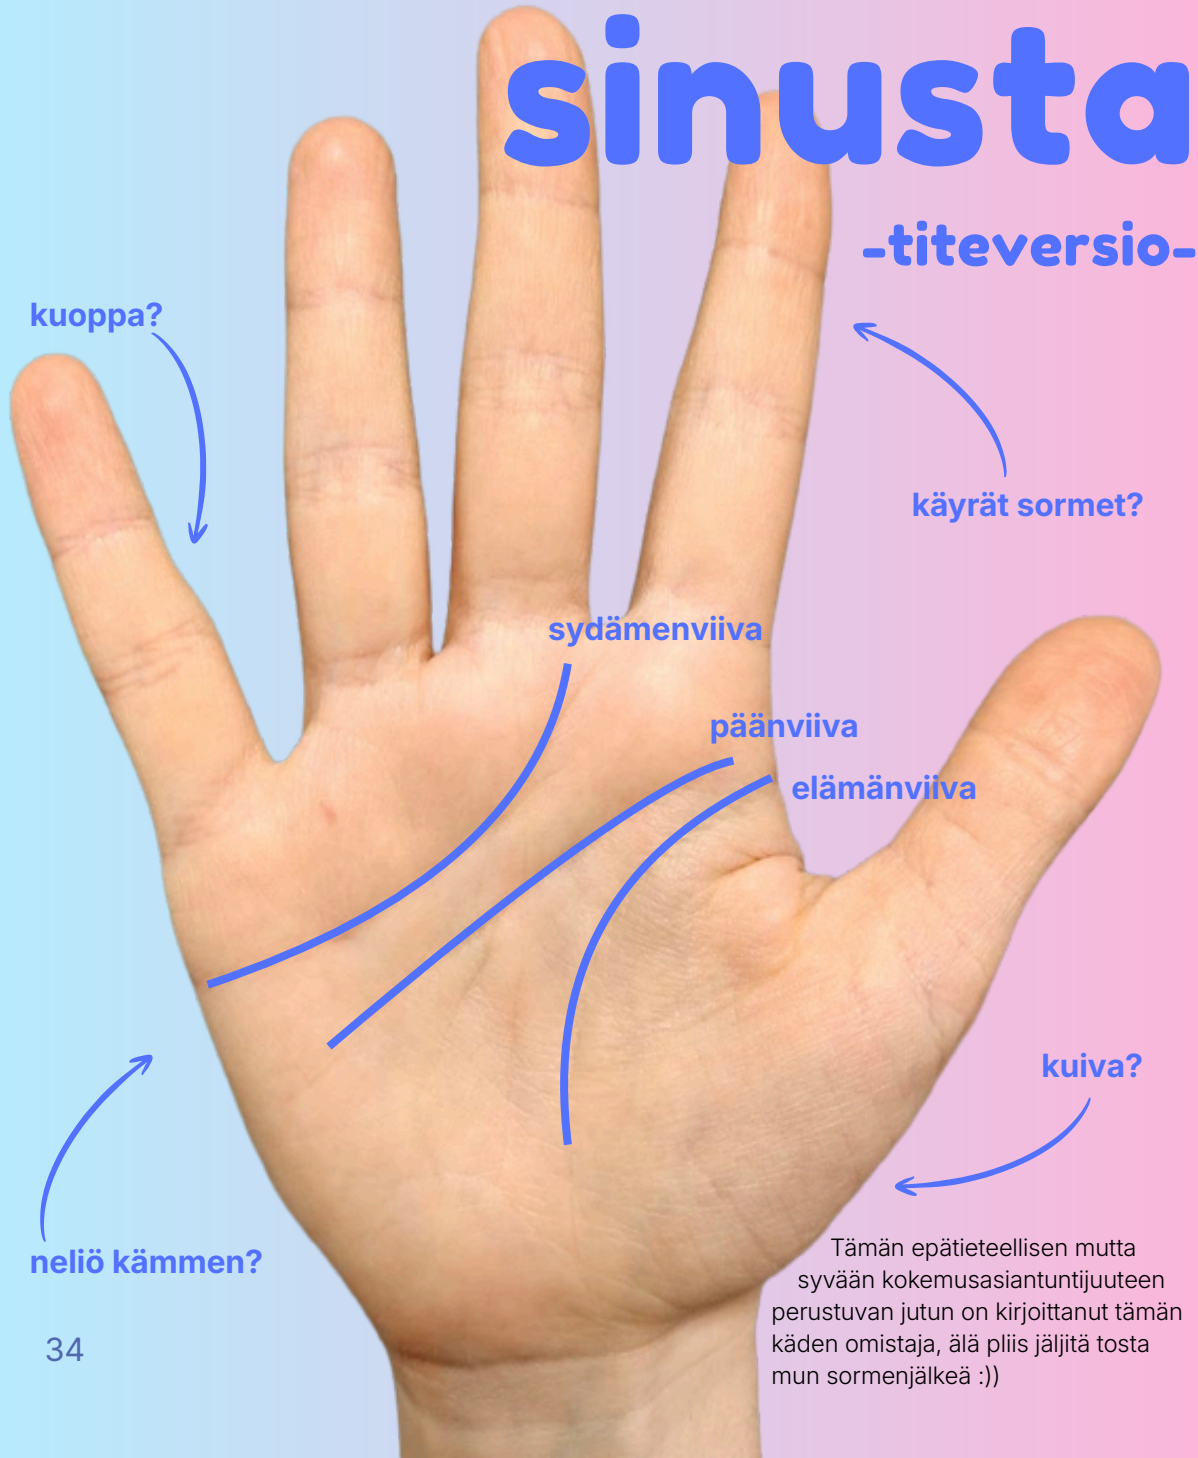 sinusta
-titeversio-
kuoppa?
käyrät sormet?
sydämenviiva
päänviiva
elämänviiva
kuiva?
neliö kämmen?
Tämän epätieteellisen mutta
syvään kokemusasiantuntijuuteen
perustuvan jutun on kirjoittanut tämän
käden omistaja, älä pliis jäljitä tosta
mun sormenjälkeä :))
34